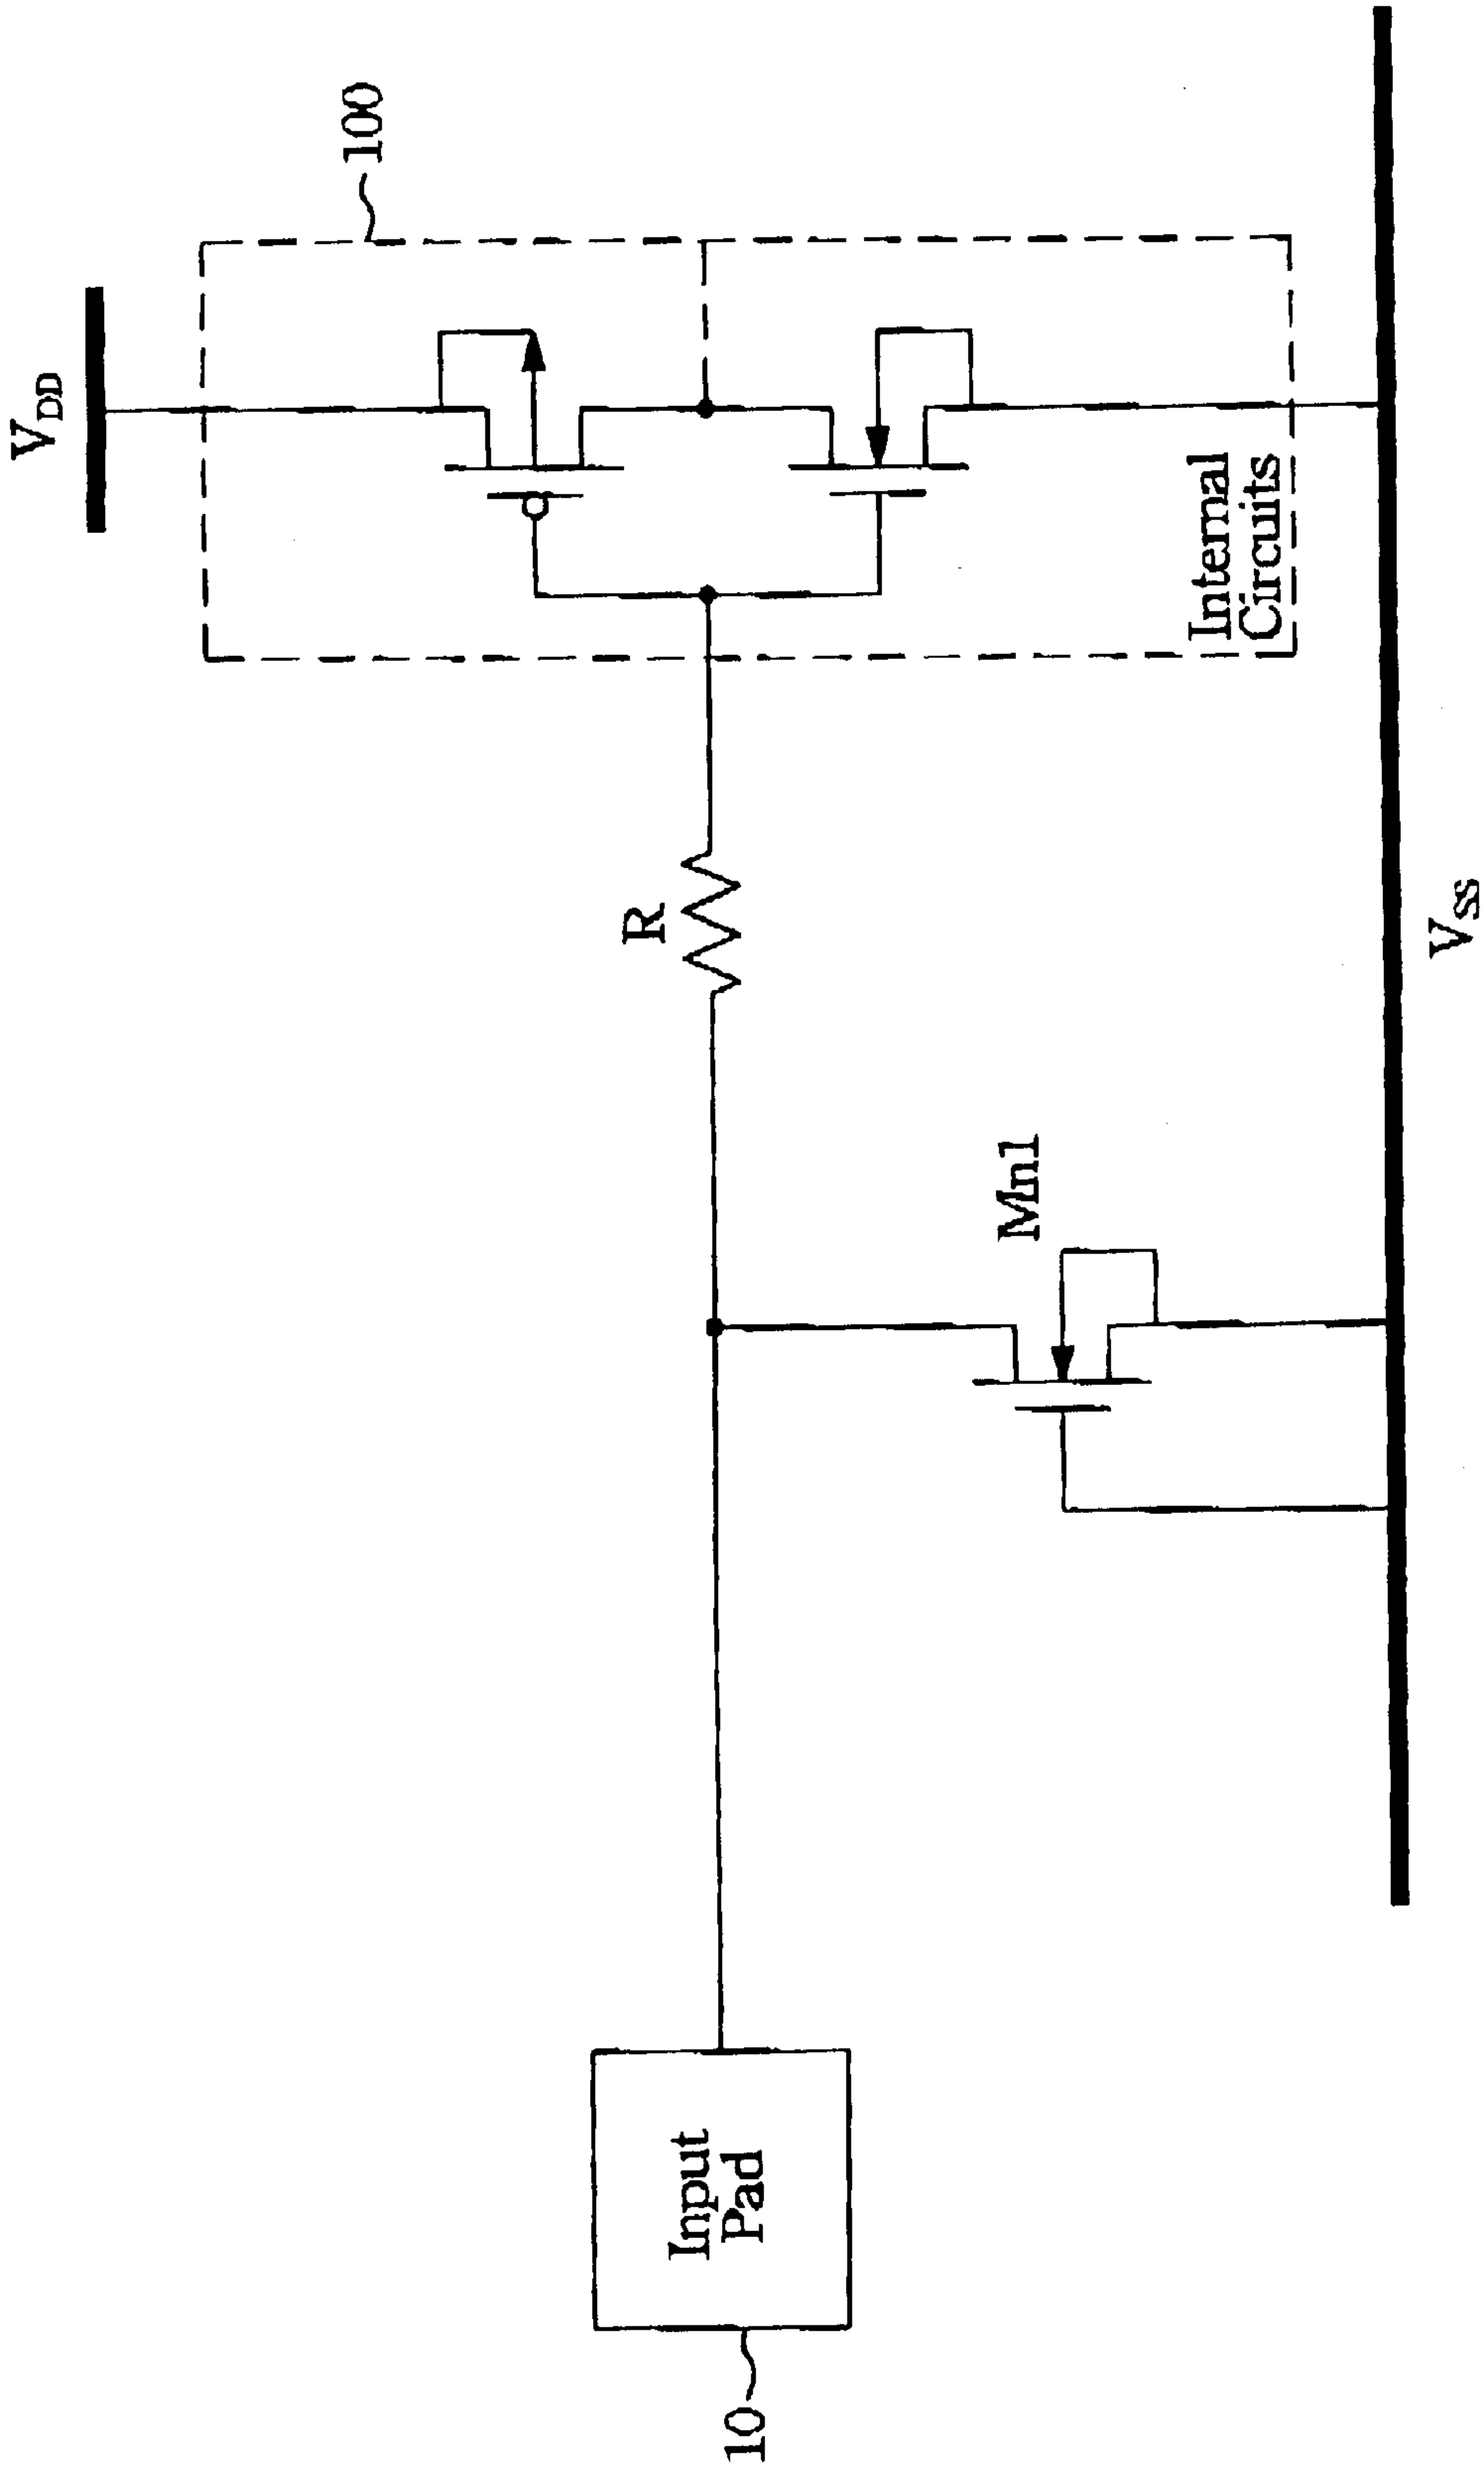 V_DD
100
R
Internal
Circuits
Mn1
Input
Pad
10
V_SS